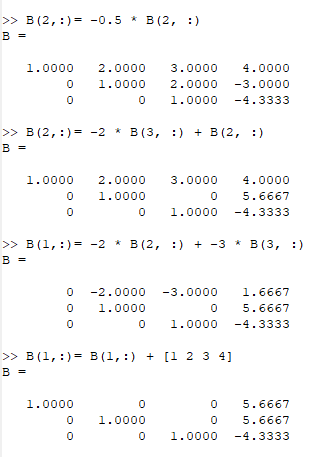 >> B(2,:)= -0.5 * B(2, :)
B =
1.0000 2.0000 3.0000 4.0000
0 1.0000 2.0000 -3.0000
0 0 1.0000 -4.3333
>> B(2,:)= -2 * B(3, :) + B(2, :)
B =
1.0000 2.0000 3.0000 4.0000
0 1.0000 0 5.6667
0 0 1.0000 -4.3333
>> B(1,:)= -2 * B(2, :) + -3 * B(3, :)
B =
0 -2.0000 -3.0000 1.6667
0 1.0000 0 5.6667
0 0 1.0000 -4.3333
>> B(1,:)= B(1,:) + [1 2 3 4]
B =
1.0000 0 0 5.6667
0 1.0000 0 5.6667
0 0 1.0000 -4.3333